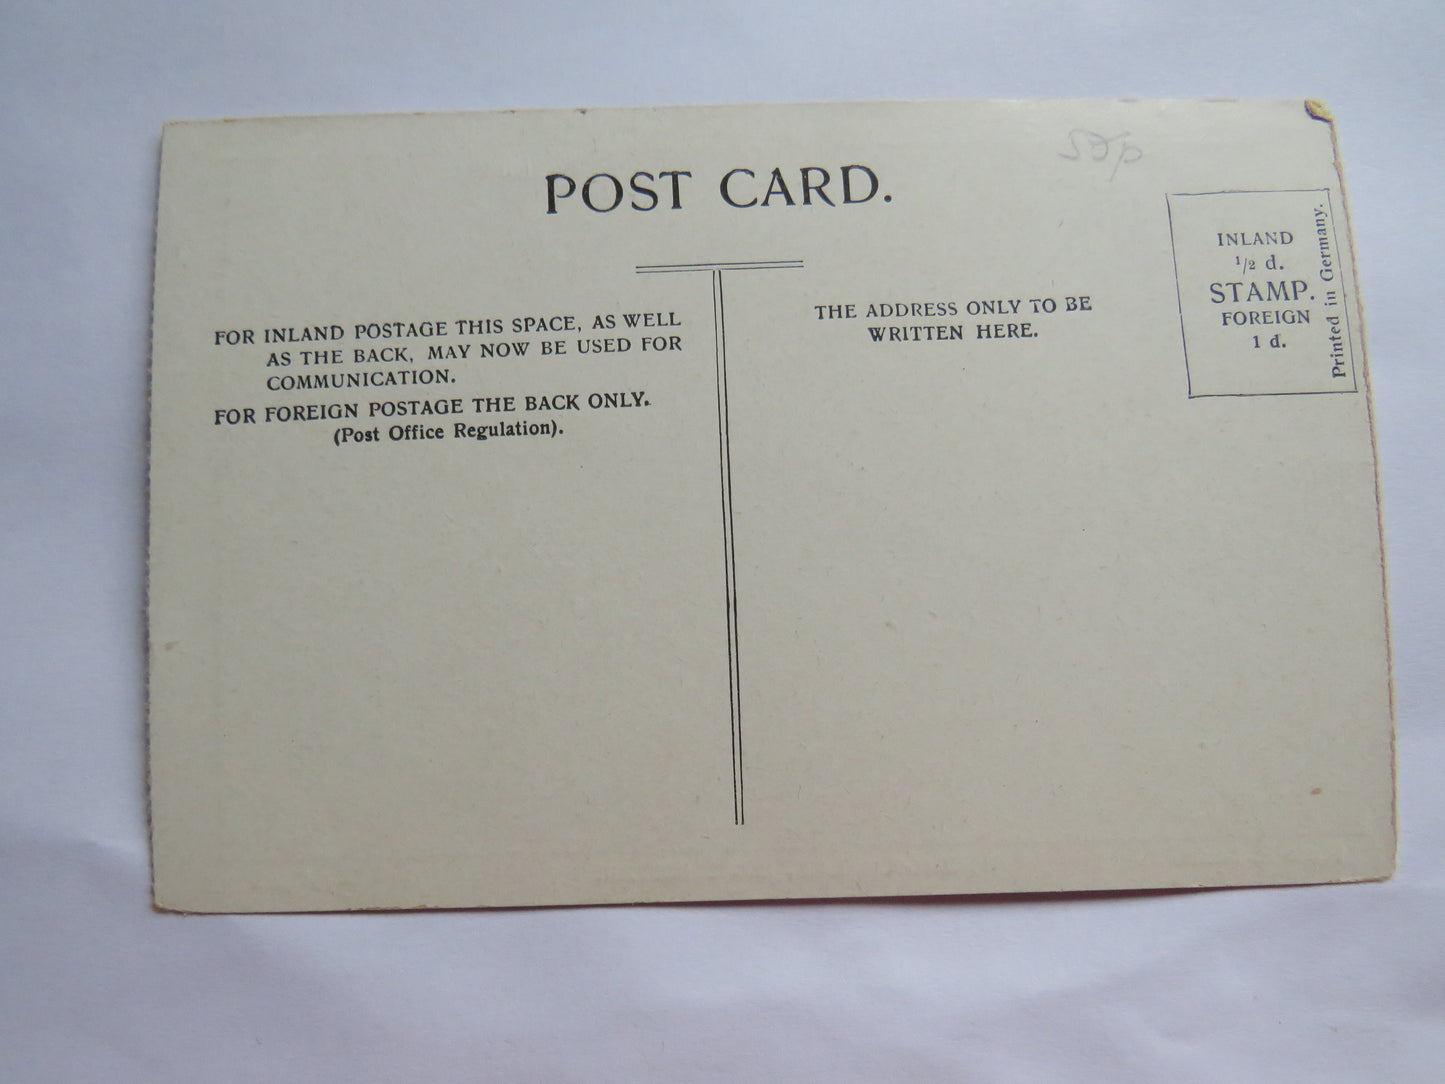 POST CARD.
FOR INLAND POSTAGE THIS SPACE, AS WELL
AS THE BACK, MAY NOW BE USED FOR
COMMUNICATION.
FOR FOREIGN POSTAGE THE BACK ONLY.
(Post Office Regulation).
THE ADDRESS ONLY TO BE
WRITTEN HERE.
INLAND
1/2 d.
STAMP.
FOREIGN
1 d.
Printed in Germany.